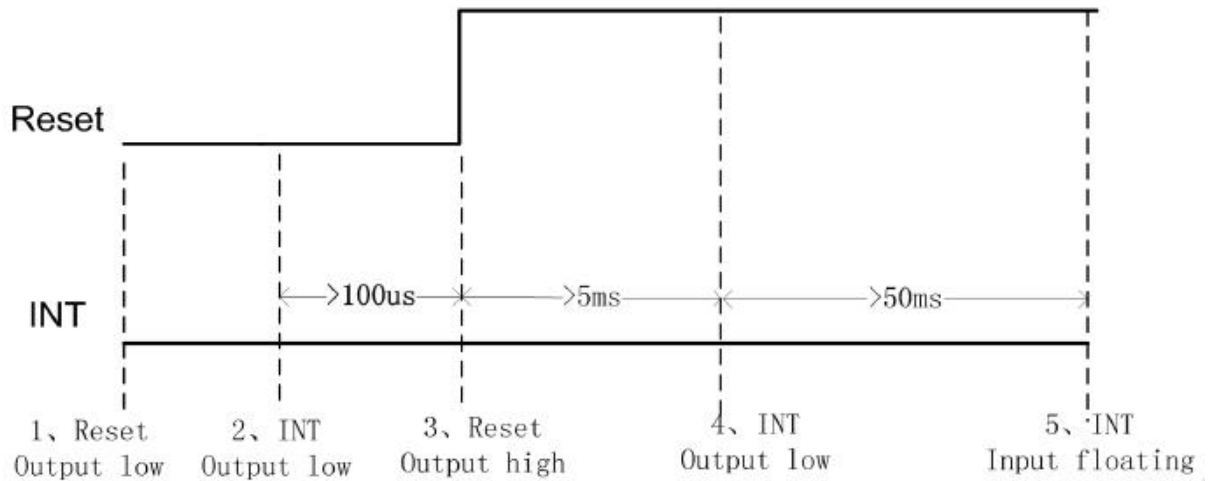 Reset
>100us
>5ms
>50ms
INT
1、Reset
Output low
2、INT
Output low
3、Reset
Output high
4、INT
Output low
5、INT
Input floating